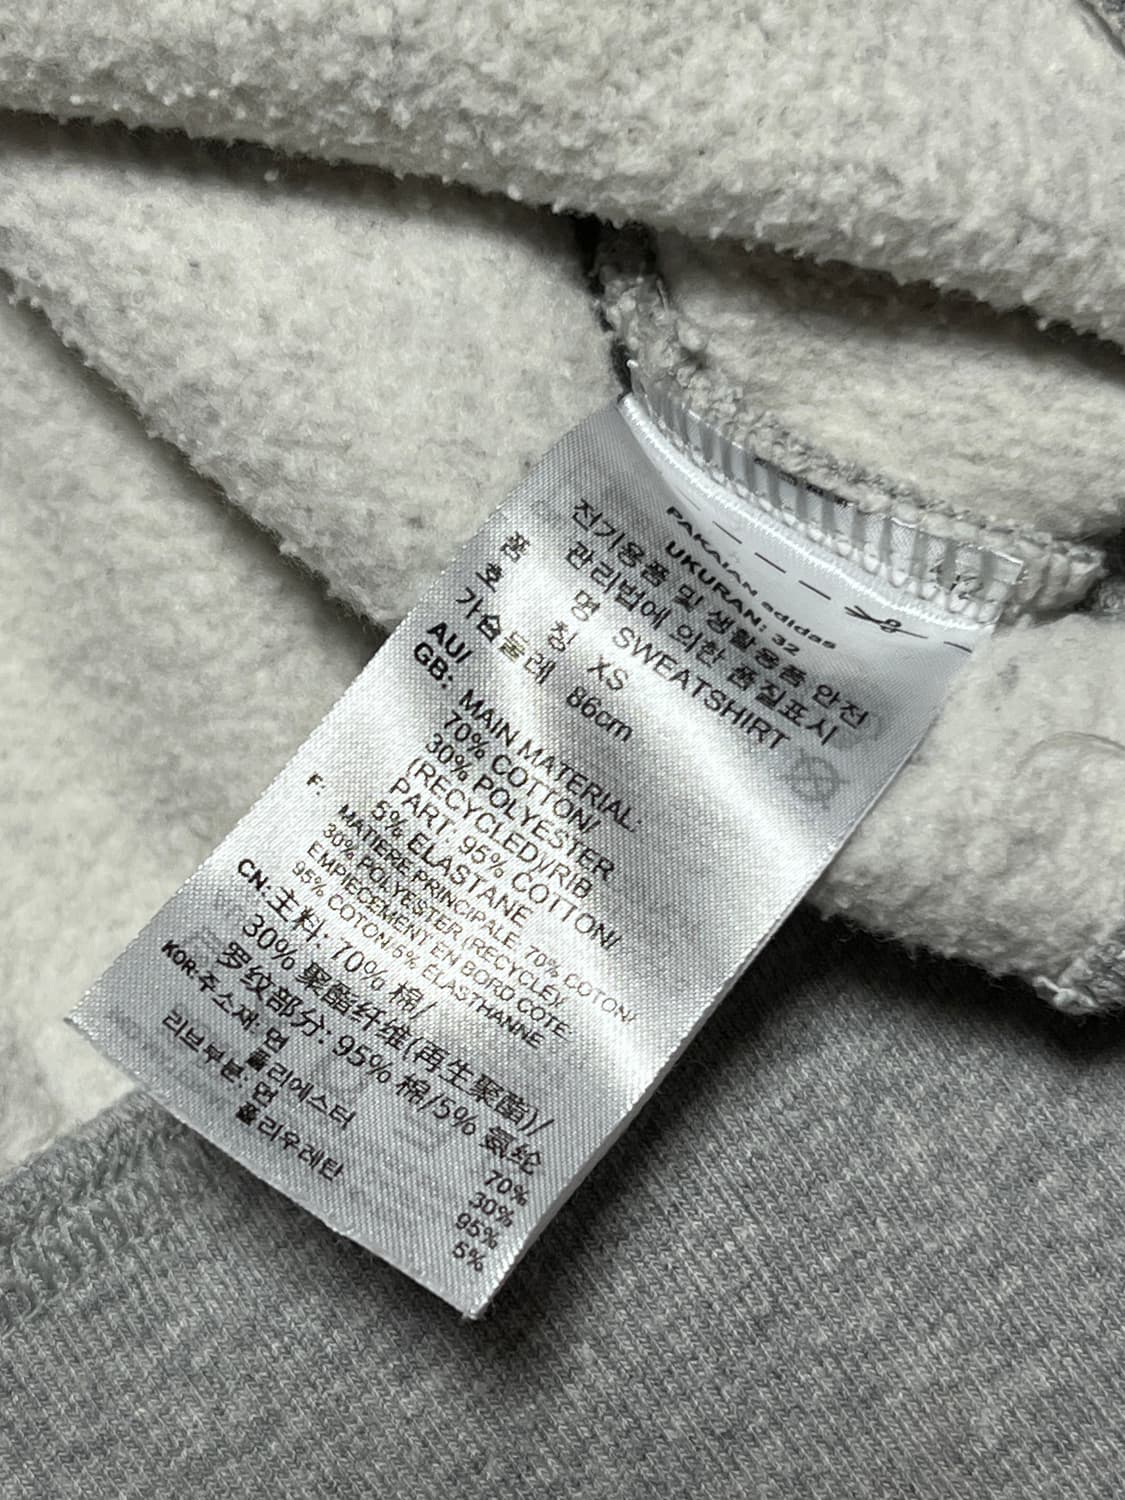 PAKAIAN adidas
UKURAN: 32
전기용품 및 생활용품 안전
관리법에 의한 품질표시
품 명 SWEATSHIRT
호 칭 XS
가슴둘레 86cm
AU/
GB: MAIN MATERIAL:
70% COTTON/
30% POLYESTER
(RECYCLED)/RIB
PART: 95% COTTON/
5% ELASTANE
F: MATIERE PRINCIPALE: 70% COTON/
30% POLYESTER (RECYCLE)/
EMPIECEMENT EN BORD COTE:
95% COTON/5% ELASTHANNE
CN: 主料: 70% 棉/
30% 聚酯纤维(再生聚酯)/
罗纹部分: 95% 棉/5% 氨纶
KOR: 주소재: 면 70%
폴리에스터 30%
리브부분: 면 95%
폴리우레탄 5%